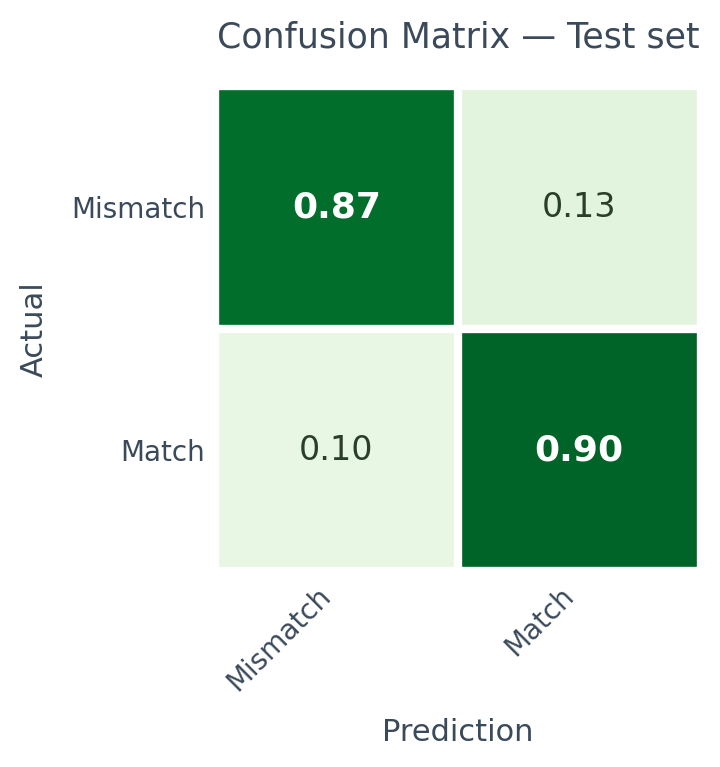 Confusion Matrix — Test set
Actual
Mismatch
0.87
0.13
Match
0.10
0.90
Mismatch
Match
Prediction